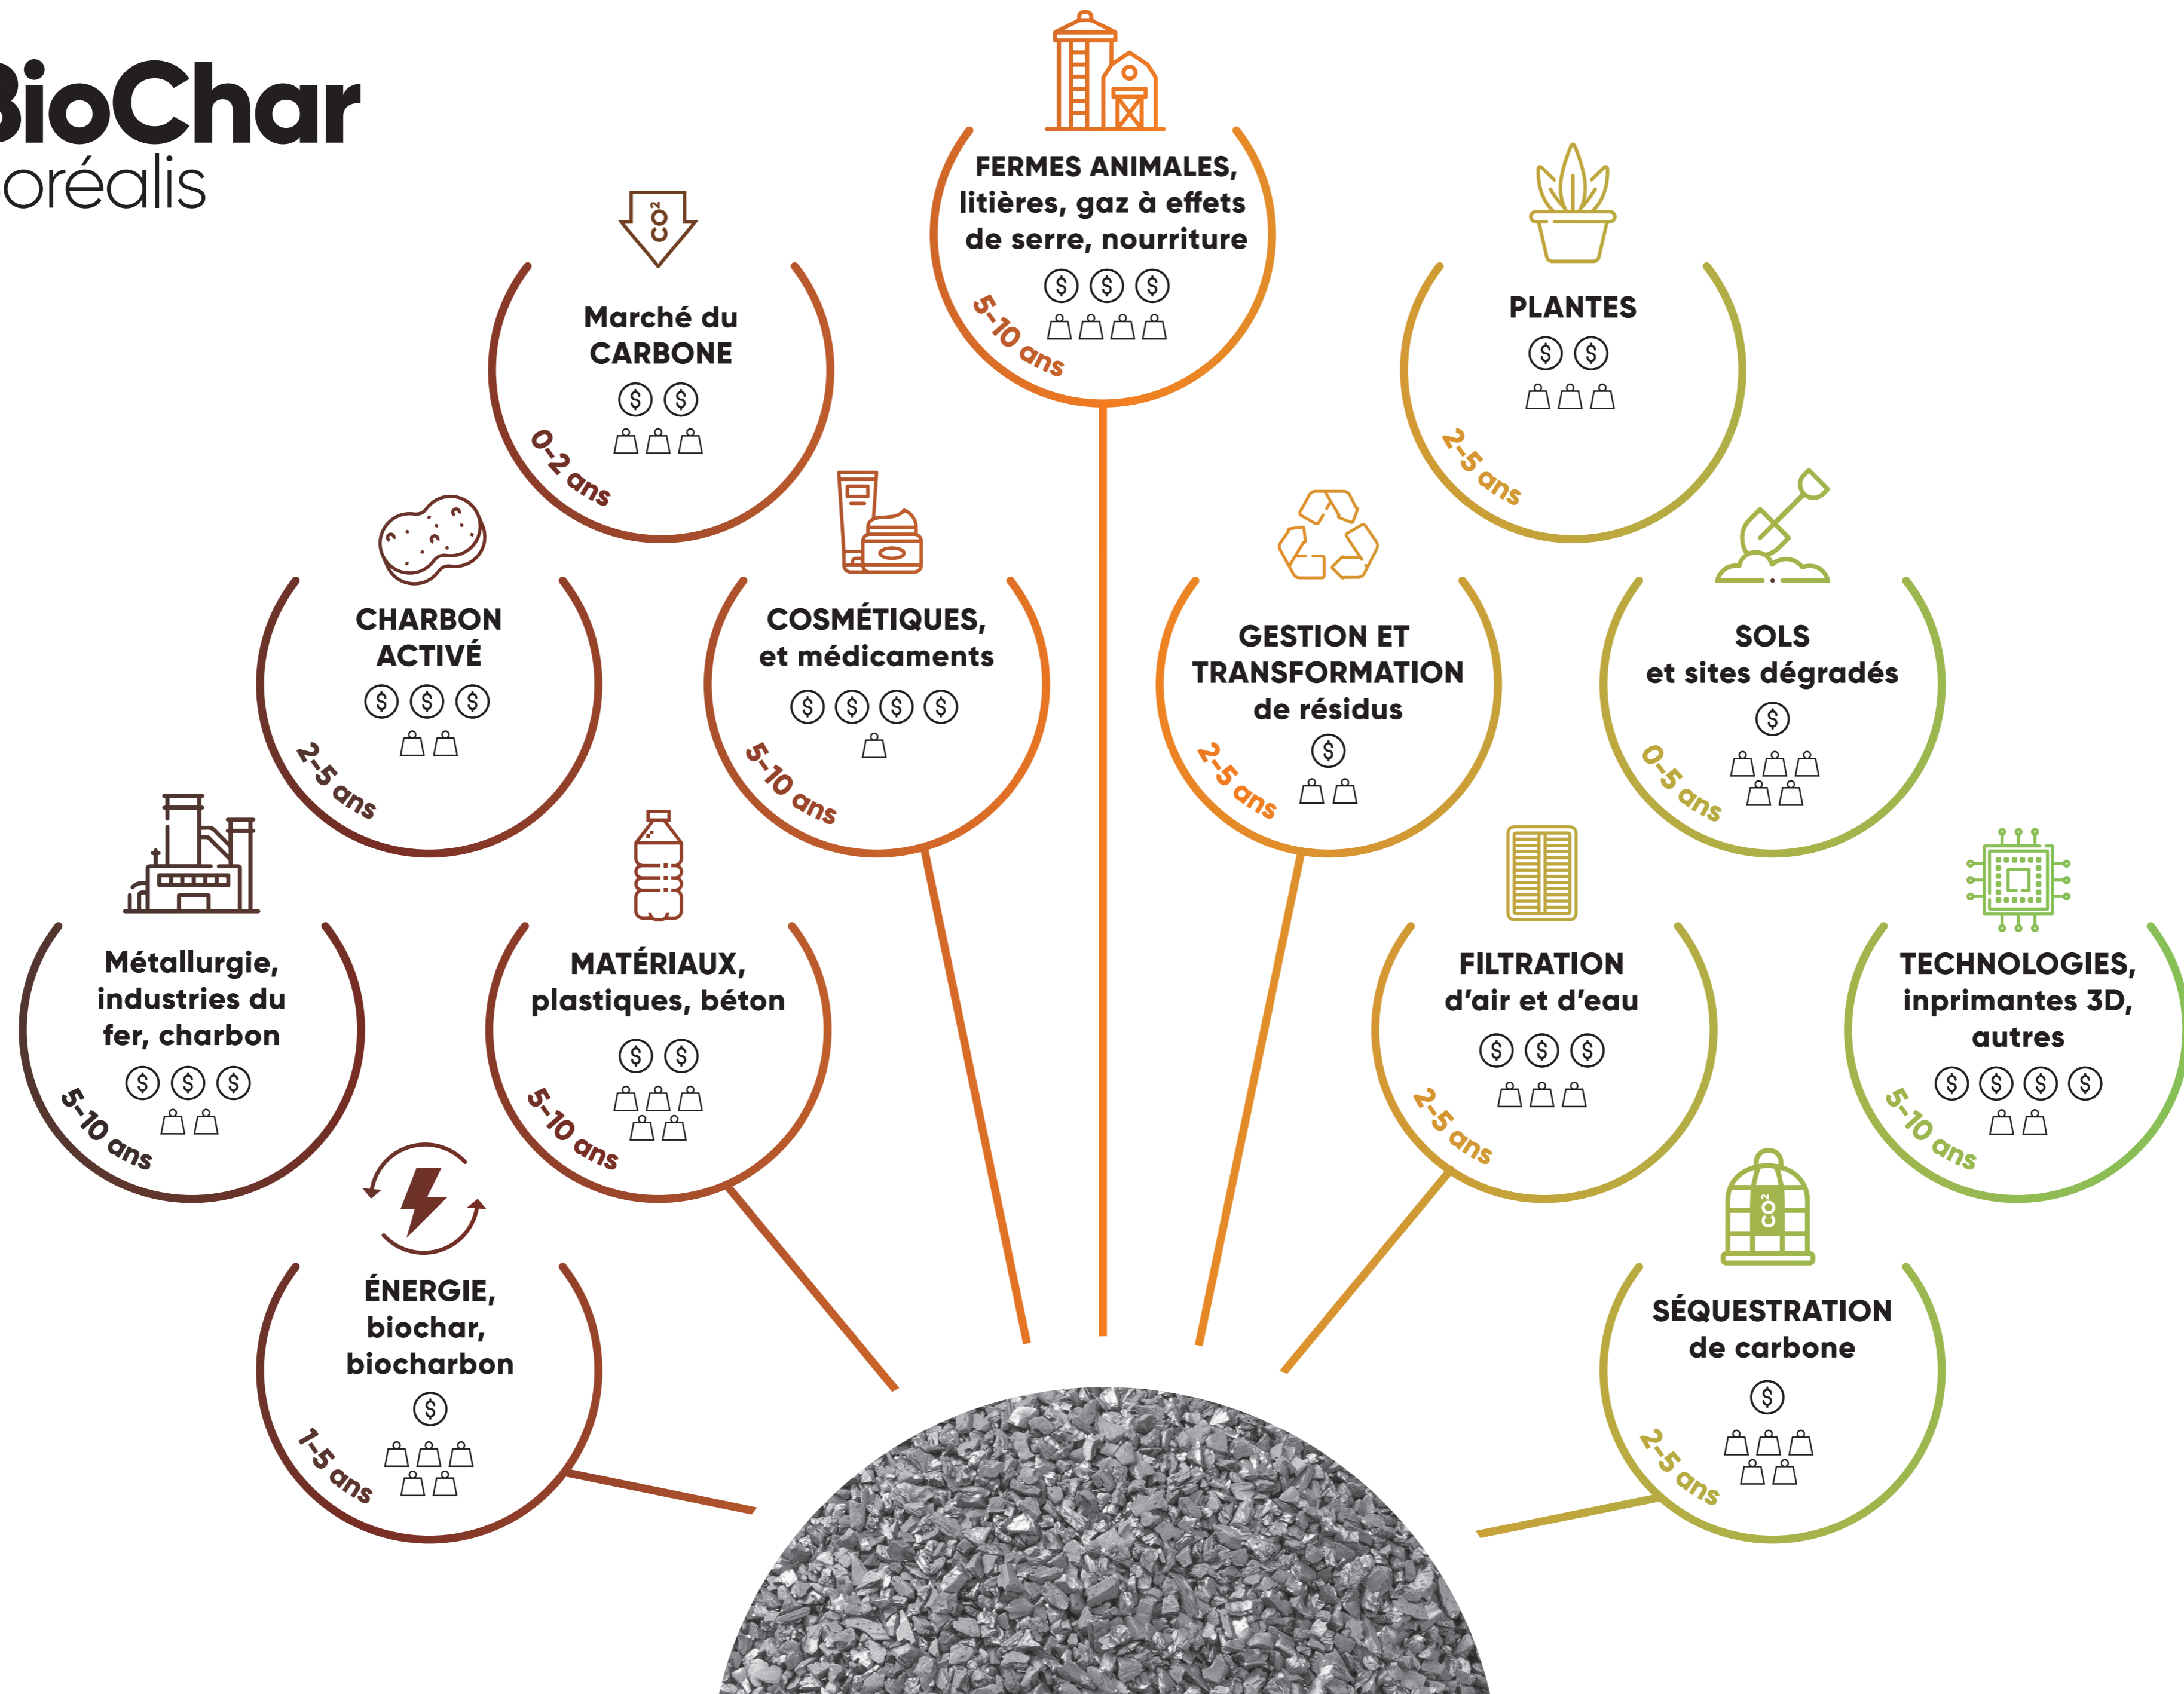 BioChar
oréalis
FERMES ANIMALES,
litières, gaz à effets
de serre, nourriture
$ $ $
5-10 ans
CO²
Marché du
CARBONE
$ $
0-2 ans
PLANTES
$ $
2-5 ans
CHARBON
ACTIVÉ
$ $ $
2-5 ans
COSMÉTIQUES,
et médicaments
$ $ $ $
5-10 ans
GESTION ET
TRANSFORMATION
de résidus
$
2-5 ans
SOLS
et sites dégradés
$
0-5 ans
Métallurgie,
industries du
fer, charbon
$ $ $
5-10 ans
MATÉRIAUX,
plastiques, béton
$ $
5-10 ans
FILTRATION
d'air et d'eau
$ $ $
2-5 ans
TECHNOLOGIES,
inprimantes 3D,
autres
$ $ $ $
5-10 ans
ÉNERGIE,
biochar,
biocharbon
$
1-5 ans
CO²
SÉQUESTRATION
de carbone
$
2-5 ans